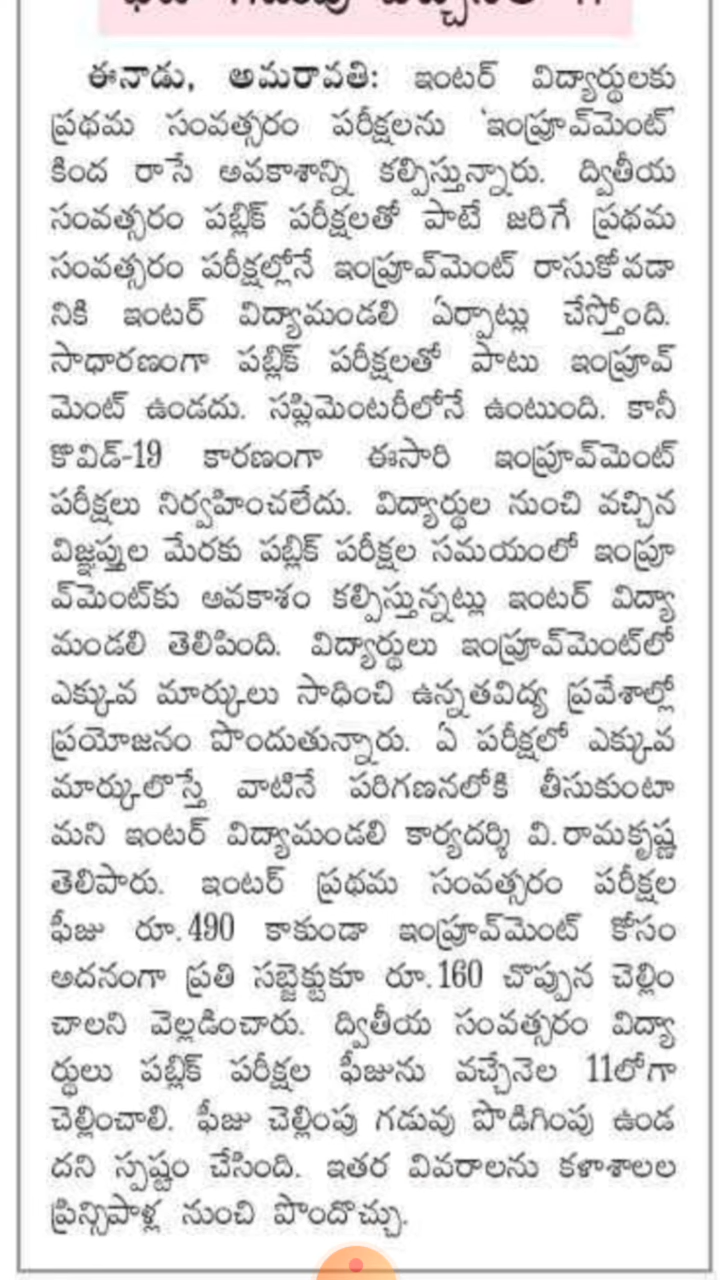 ఈనాడు, అమరావతి: ఇంటర్ విద్యార్థులకు
ప్రథమ సంవత్సరం పరీక్షలను 'ఇంప్రూవ్‌మెంట్'
కింద రాసే అవకాశాన్ని కల్పిస్తున్నారు. ద్వితీయ
సంవత్సరం పబ్లిక్ పరీక్షలతో పాటే జరిగే ప్రథమ
సంవత్సరం పరీక్షల్లోనే ఇంప్రూవ్‌మెంట్ రాసుకోవడా
నికి ఇంటర్ విద్యామండలి ఏర్పాట్లు చేస్తోంది.
సాధారణంగా పబ్లిక్ పరీక్షలతో పాటు ఇంప్రూవ్
మెంట్ ఉండదు. సప్లిమెంటరీలోనే ఉంటుంది. కానీ
కొవిడ్-19 కారణంగా ఈసారి ఇంప్రూవ్‌మెంట్
పరీక్షలు నిర్వహించలేదు. విద్యార్థుల నుంచి వచ్చిన
విజ్ఞప్తుల మేరకు పబ్లిక్ పరీక్షల సమయంలో ఇంప్రూ
వ్‌మెంట్‌కు అవకాశం కల్పిస్తున్నట్లు ఇంటర్ విద్యా
మండలి తెలిపింది. విద్యార్థులు ఇంప్రూవ్‌మెంట్‌లో
ఎక్కువ మార్కులు సాధించి ఉన్నతవిద్య ప్రవేశాల్లో
ప్రయోజనం పొందుతున్నారు. ఏ పరీక్షలో ఎక్కువ
మార్కులొస్తే వాటినే పరిగణనలోకి తీసుకుంటా
మని ఇంటర్ విద్యామండలి కార్యదర్శి వి.రామకృష్ణ
తెలిపారు. ఇంటర్ ప్రథమ సంవత్సరం పరీక్షల
ఫీజు రూ.490 కాకుండా ఇంప్రూవ్‌మెంట్ కోసం
అదనంగా ప్రతి సబ్జెక్టుకూ రూ.160 చొప్పున చెల్లిం
చాలని వెల్లడించారు. ద్వితీయ సంవత్సరం విద్యా
ర్థులు పబ్లిక్ పరీక్షల ఫీజును వచ్చేనెల 11లోగా
చెల్లించాలి. ఫీజు చెల్లింపు గడువు పొడిగింపు ఉండ
దని స్పష్టం చేసింది. ఇతర వివరాలను కళాశాలల
ప్రిన్సిపాళ్ల నుంచి పొందొచ్చు.